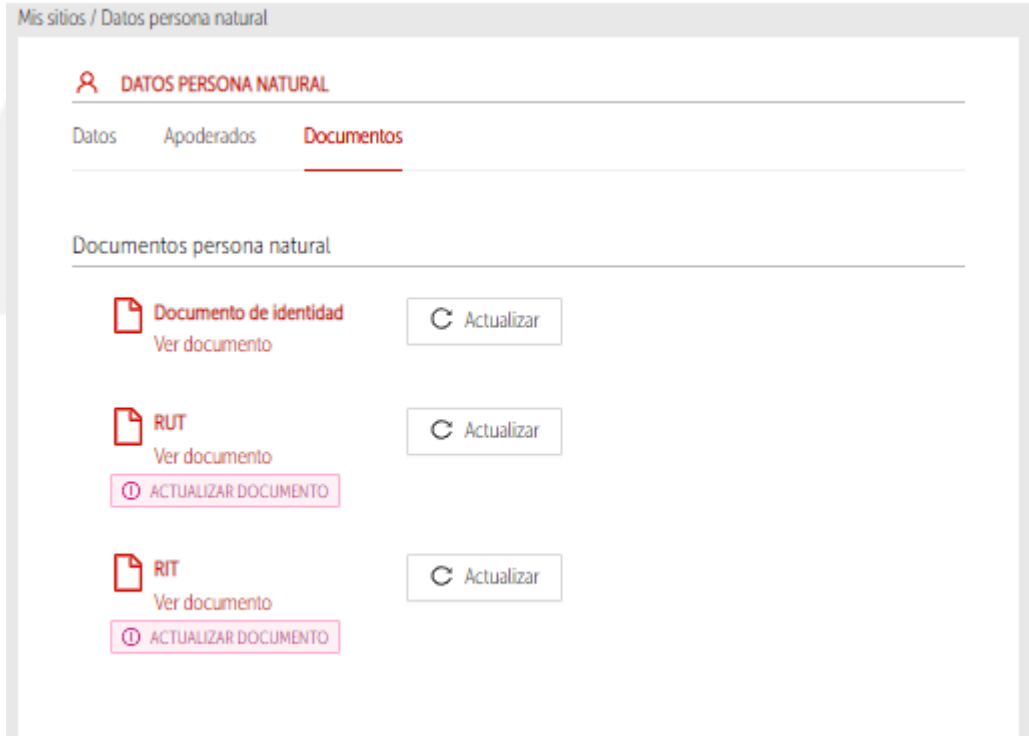 Mis sitios / Datos persona natural
DATOS PERSONA NATURAL
Datos Apoderados Documentos
Documentos persona natural
Documento de identidad
Ver documento
Actualizar
RUT
Ver documento
Actualizar
ACTUALIZAR DOCUMENTO
RIT
Ver documento
Actualizar
ACTUALIZAR DOCUMENTO